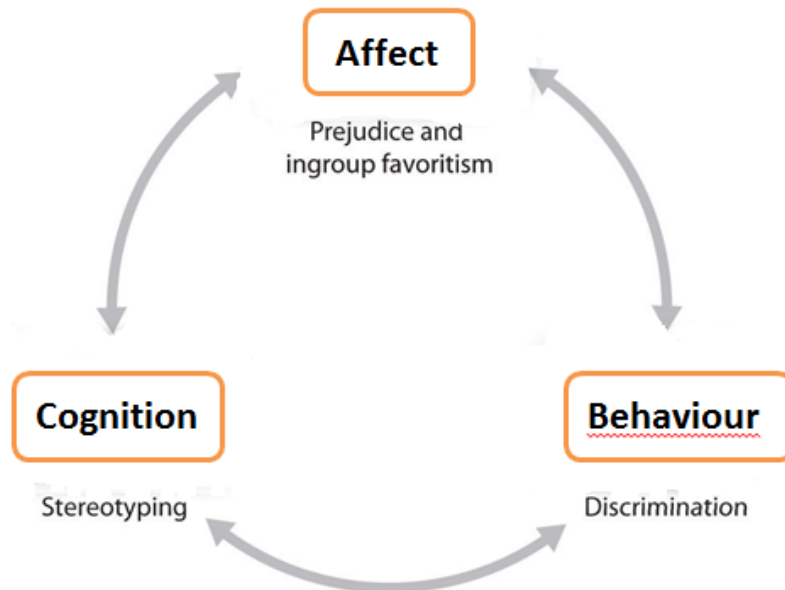 Affect
Prejudice and
ingroup favoritism
Cognition
Behaviour
Stereotyping
Discrimination